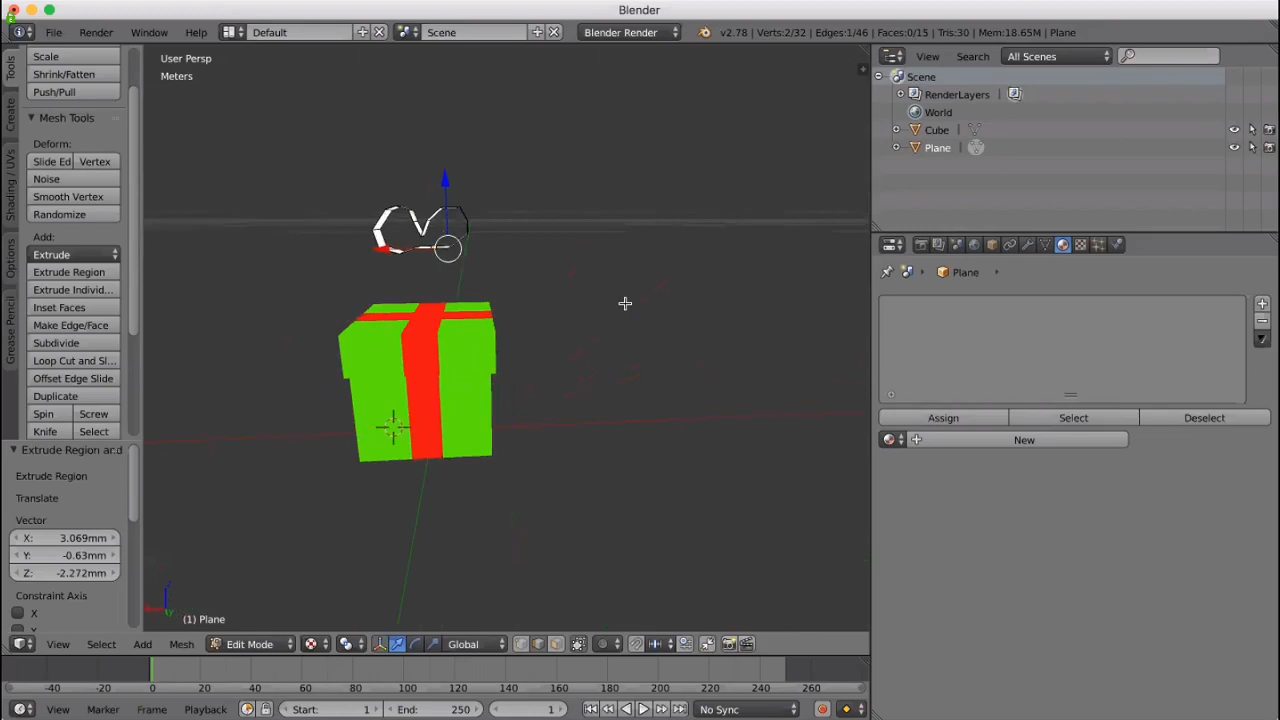 Blender
File Render Window Help Default Scene Blender Render v2.78 | Verts:2/32 | Edges:1/46 | Faces:0/15 | Tris:30 | Mem:18.65M | Plane
Tools
Create
Shading / UVs
Options
Grease Pencil
Scale
Shrink/Fatten
Push/Pull
Mesh Tools
Deform:
Slide Ed Vertex
Noise
Smooth Vertex
Randomize
Add:
Extrude
Extrude Region
Extrude Individ...
Inset Faces
Make Edge/Face
Subdivide
Loop Cut and Sl...
Offset Edge Slide
Duplicate
Spin Screw
Knife Select
Extrude Region and
Extrude Region
Translate
Vector
X: 3.069mm
Y: -0.63mm
Z: -2.272mm
Constraint Axis
X
User Persp
Meters
(1) Plane
View Select Add Mesh Edit Mode Global
View Search All Scenes
Scene
RenderLayers
World
Cube
Plane
Plane
Assign Select Deselect
New
-40 -20 0 20 40 60 80 100 120 140 160 180 200 220 240 260
View Marker Frame Playback Start: 1 End: 250 1 No Sync